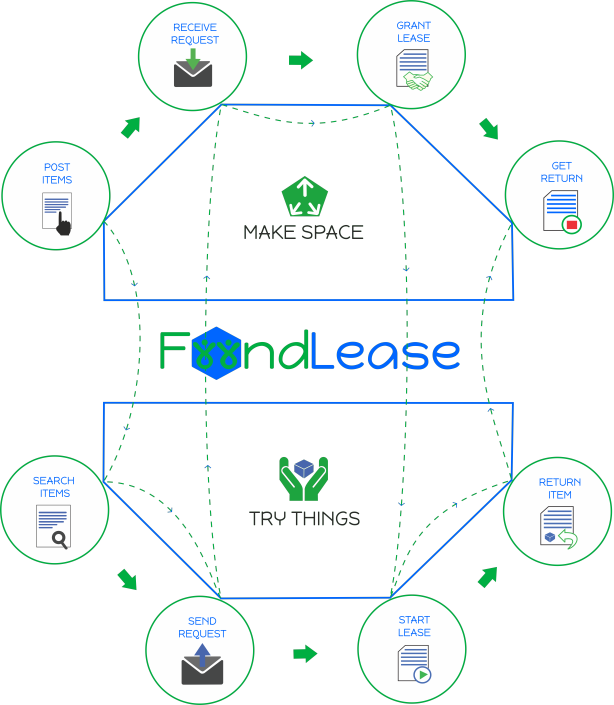 RECEIVE
REQUEST
GRANT
LEASE
POST
ITEMS
GET
RETURN
MAKE SPACE
FoondLease
SEARCH
ITEMS
RETURN
ITEM
TRY THINGS
SEND
REQUEST
START
LEASE